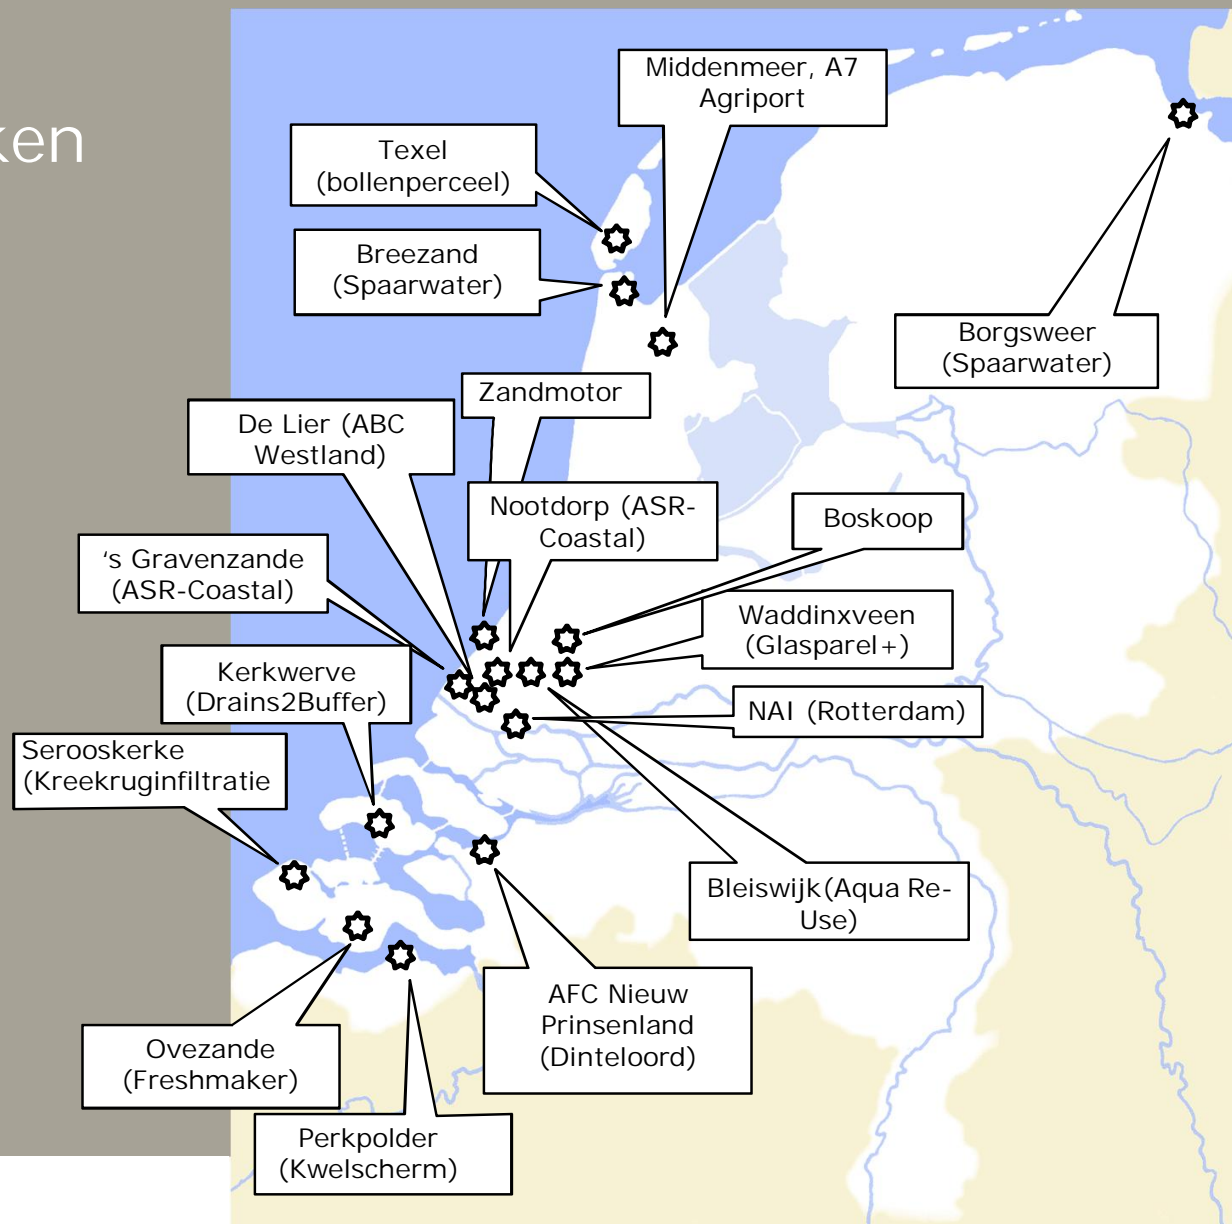 ken
Middenmeer, A7
Agriport
Texel
(bollenperceel)
Breezand
(Spaarwater)
Borgsweer
(Spaarwater)
Zandmotor
De Lier (ABC
Westland)
Nootdorp (ASR-
Coastal)
Boskoop
‘s Gravenzande
(ASR-Coastal)
Waddinxveen
(Glasparel+)
Kerkwerve
(Drains2Buffer)
NAI (Rotterdam)
Serooskerke
(Kreekruginfiltratie
Bleiswijk(Aqua Re-
Use)
AFC Nieuw
Prinsenland
(Dinteloord)
Ovezande
(Freshmaker)
Perkpolder
(Kwelscherm)